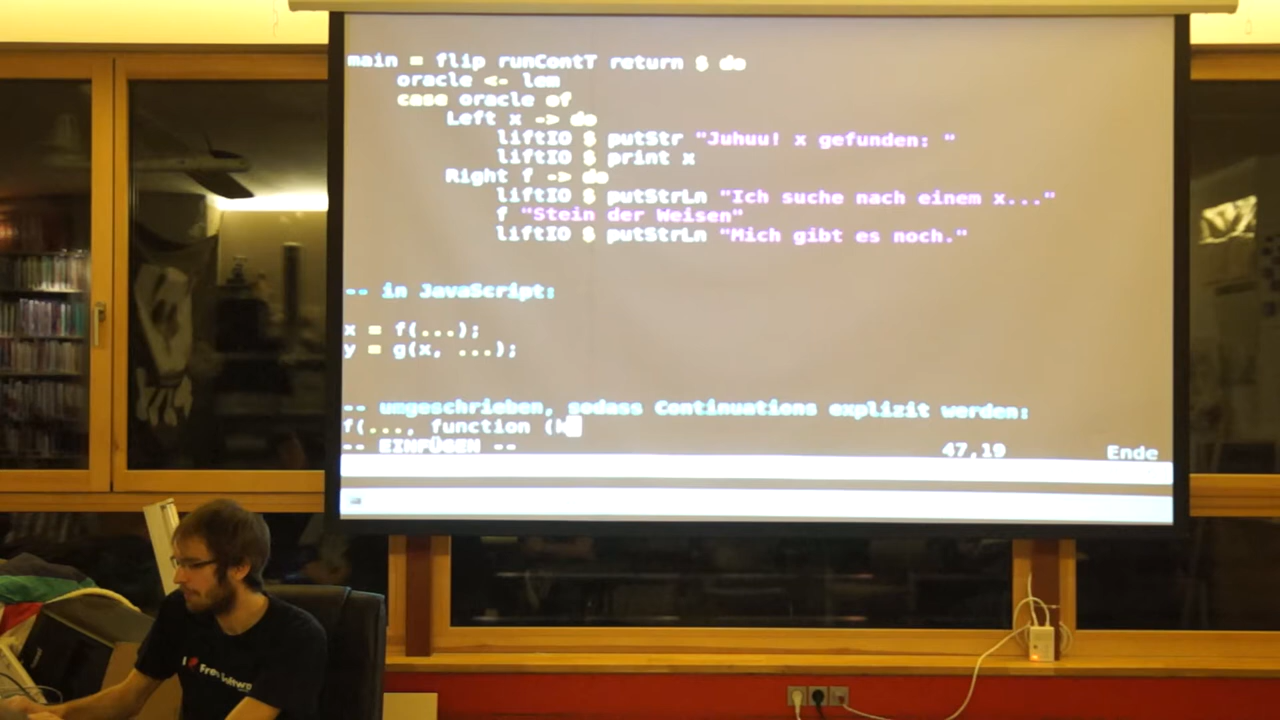 main = flip runContT return $ do
oracle <- lem
case oracle of
Left x -> do
liftIO $ putStr "Juhuu! x gefunden: "
liftIO $ print x
Right f -> do
liftIO $ putStrLn "Ich suche nach einem x..."
f "Stein der Weisen"
liftIO $ putStrLn "Mich gibt es noch."
-- in JavaScript:
x = f(...);
y = g(x, ...);
-- umgeschrieben, sodass Continuations explizit werden:
f(..., function (
-- EINFÜGEN --
47,19
Ende
I